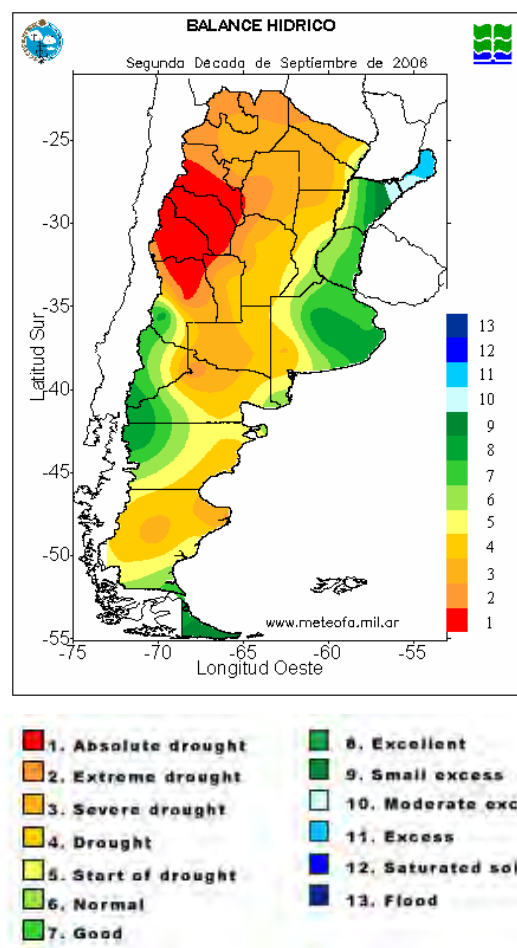 BALANCE HIDRICO
Segunda Década de Septiembre de 2006
-25
-30
-35
-40
-45
-50
-55
Latitud Sur
-75
-70
-65
-60
-55
Longitud Oeste
www.meteofa.mil.ar
13
12
11
10
9
8
7
6
5
4
3
2
1
1. Absolute drought
2. Extreme drought
3. Severe drought
4. Drought
5. Start of drought
6. Normal
7. Good
8. Excellent
9. Small excess
10. Moderate exc
11. Excess
12. Saturated soi
13. Flood